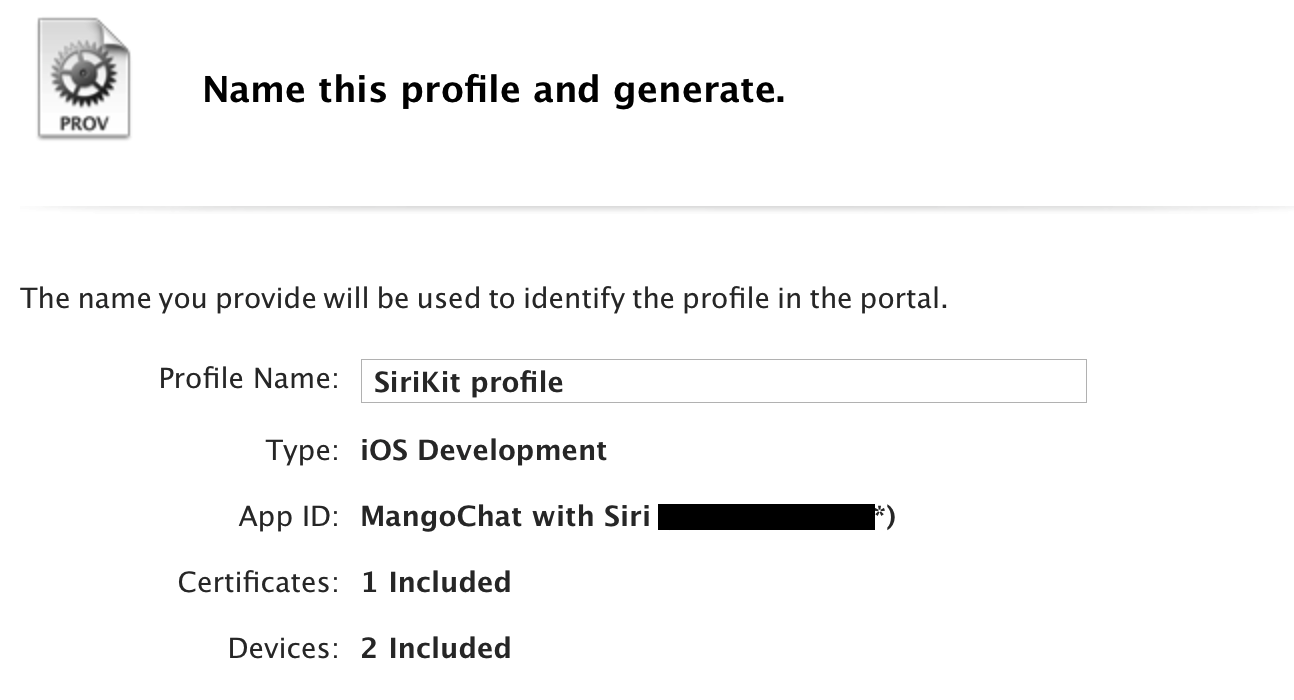 PROV
Name this profile and generate.
The name you provide will be used to identify the profile in the portal.
Profile Name: SiriKit profile
Type: iOS Development
App ID: MangoChat with Siri *)
Certificates: 1 Included
Devices: 2 Included